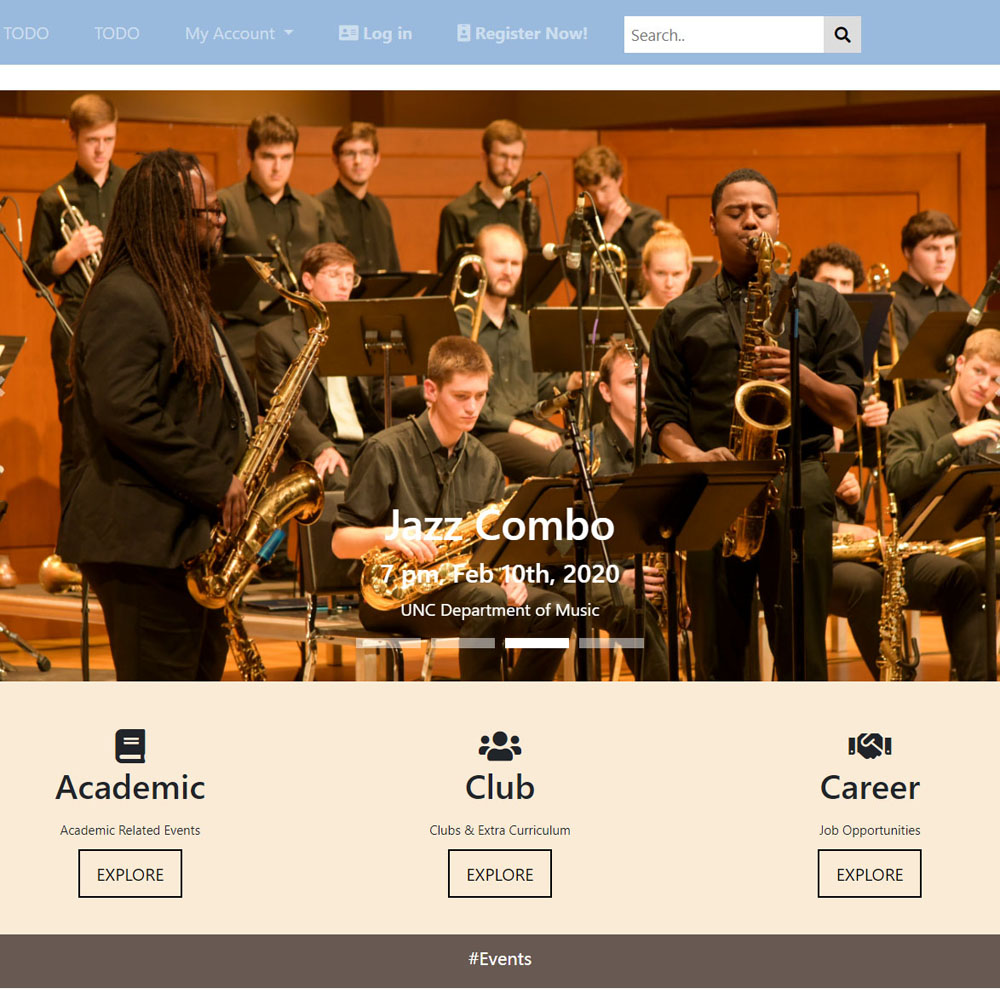 TODO TODO My Account Log in Register Now! Search..
Jazz Combo
7 pm, Feb 10th, 2020
UNC Department of Music
Academic Club Career
Academic Related Events Clubs & Extra Curriculum Job Opportunities
EXPLORE EXPLORE EXPLORE
#Events